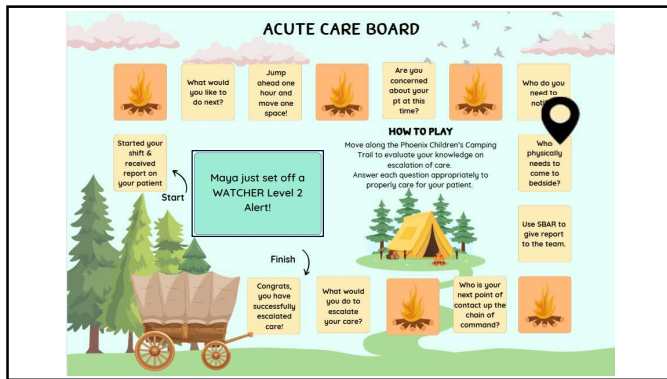 ACUTE CARE BOARD
What would
you like to
do next?
Jump
ahead one
hour and
move one
space!
Are you
concerned
about your
pt at this
time?
Who do you
need to
Started your
shift &
received
report on
your patient
Start
Maya just set off a
WATCHER Level 2
Alert!
HOW TO PLAY
Move along the Phoenix Children's Camping
Trail to evaluate your knowledge on
escalation of care.
Answer each question appropriately to
properly care for your patient.
Who
physically
needs to
come to
bedside?
Use SBAR to
give report
to the team.
Finish
Congrats,
you have
successfully
escalated
care!
What would
you do to
escalate
your care?
Who is your
next point of
contact up the
chain of
command?